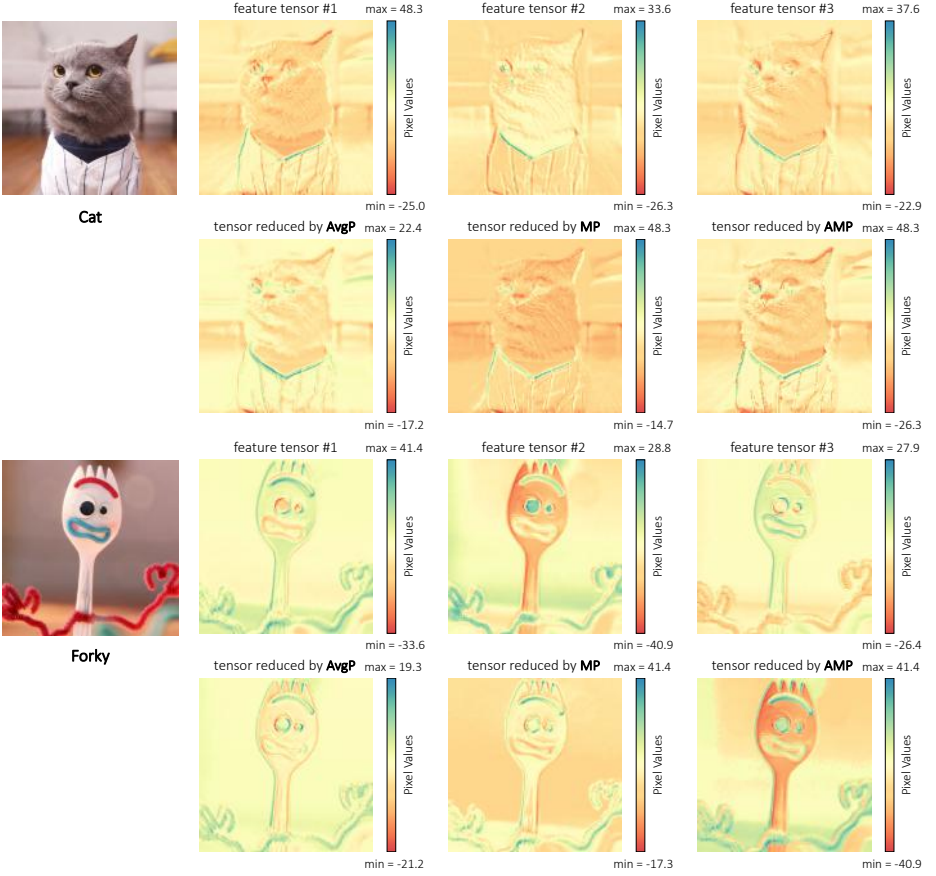 feature tensor #1
max = 48.3
feature tensor #2
max = 33.6
feature tensor #3
max = 37.6
Pixel Values
Pixel Values
Pixel Values
min = -25.0
min = -26.3
min = -22.9
Cat
tensor reduced by AvgP
max = 22.4
tensor reduced by MP
max = 48.3
tensor reduced by AMP
max = 48.3
Pixel Values
Pixel Values
Pixel Values
min = -17.2
min = -14.7
min = -26.3
feature tensor #1
max = 41.4
feature tensor #2
max = 28.8
feature tensor #3
max = 27.9
Pixel Values
Pixel Values
Pixel Values
min = -33.6
min = -40.9
min = -26.4
Forky
tensor reduced by AvgP
max = 19.3
tensor reduced by MP
max = 41.4
tensor reduced by AMP
max = 41.4
Pixel Values
Pixel Values
Pixel Values
min = -21.2
min = -17.3
min = -40.9